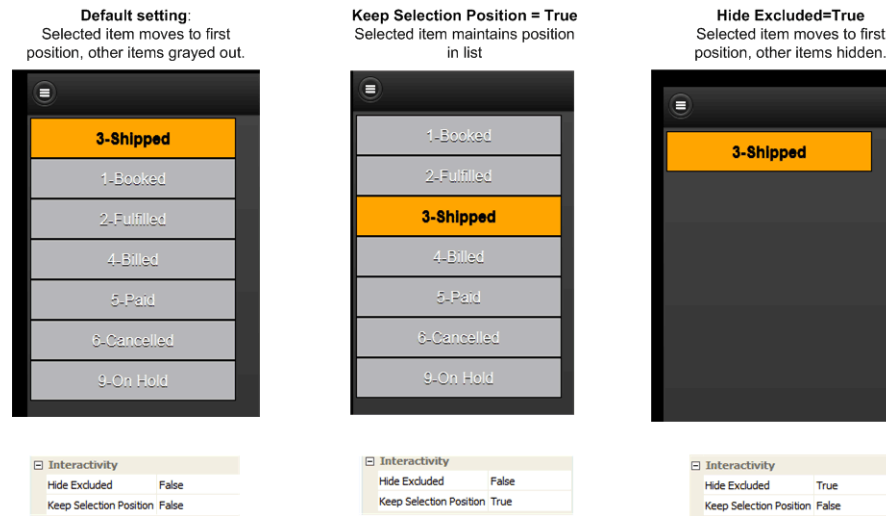 Default setting:
Selected item moves to first
position, other items grayed out.
3-Shipped
1-Booked
2-Fulfilled
4-Billed
5-Paid
6-Cancelled
9-On Hold
Interactivity
Hide Excluded False
Keep Selection Position False
Keep Selection Position = True
Selected item maintains position
in list
1-Booked
2-Fulfilled
3-Shipped
4-Billed
5-Paid
6-Cancelled
9-On Hold
Interactivity
Hide Excluded False
Keep Selection Position True
Hide Excluded=True
Selected item moves to first
position, other items hidden.
3-Shipped
Interactivity
Hide Excluded True
Keep Selection Position False